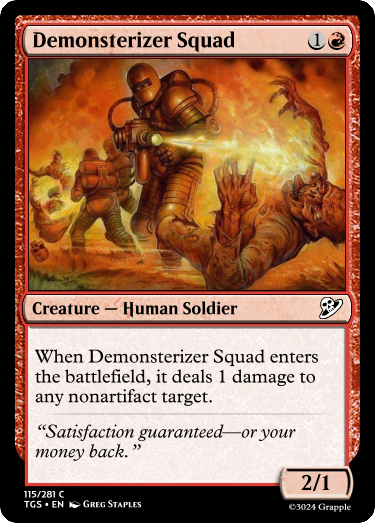 Demonsterizer Squad 1
Creature — Human Soldier
When Demonsterizer Squad enters
the battlefield, it deals 1 damage to
any nonartifact target.
“Satisfaction guaranteed—or your
money back.”
2/1
115/281 C
TGS • EN Greg Staples
©3024 Grapple